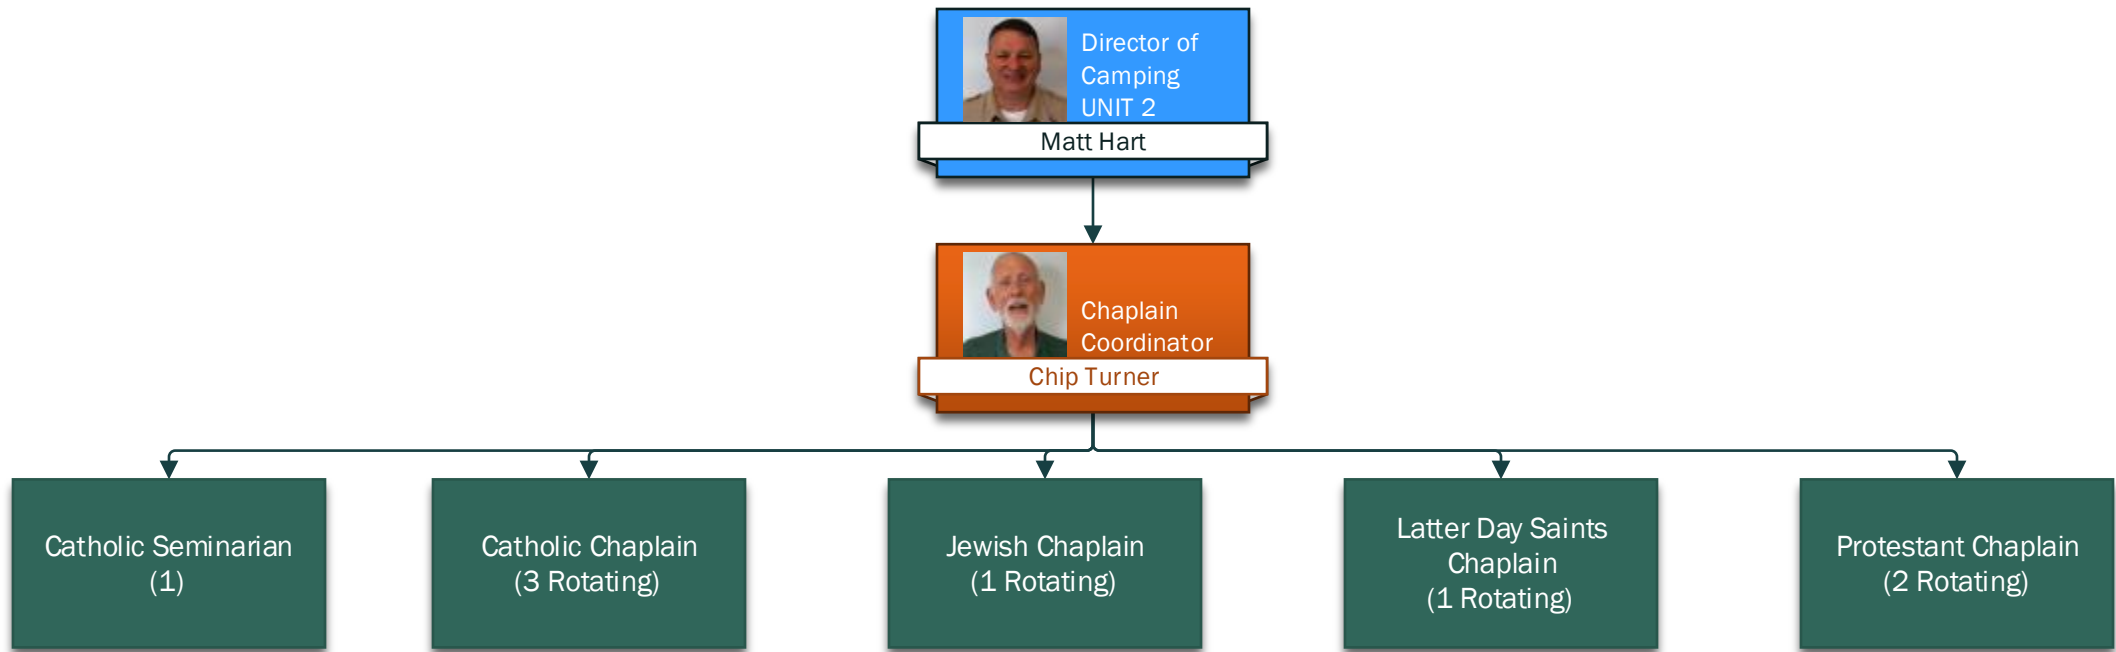 Director of
Camping
UNIT 2
Matt Hart
Chaplain
Coordinator
Chip Turner
Catholic Seminarian
(1)
Catholic Chaplain
(3 Rotating)
Jewish Chaplain
(1 Rotating)
Latter Day Saints
Chaplain
(1 Rotating)
Protestant Chaplain
(2 Rotating)